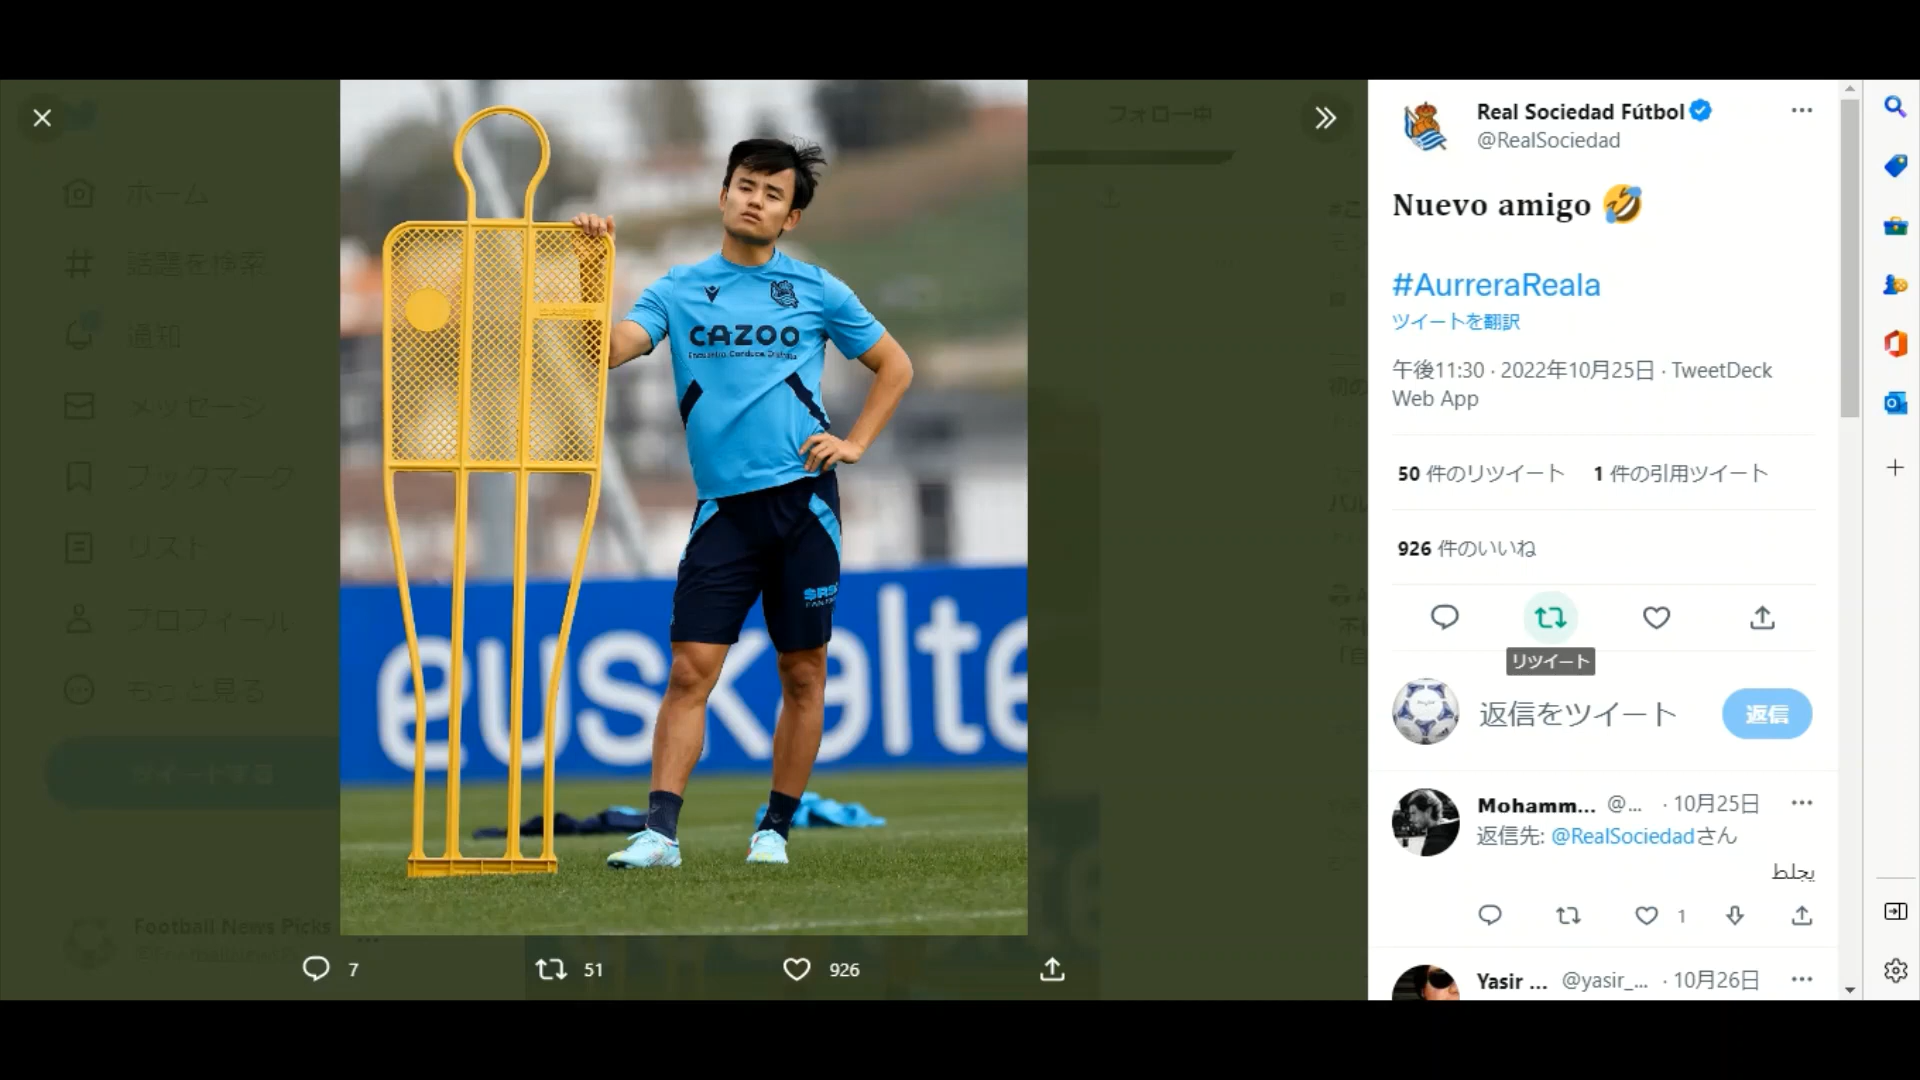 フォロー中
ホーム
話題を検索
通知
メッセージ
ブックマーク
リスト
プロフィール
もっと見る
ツイートする
Football News Picks
CAZOO
euskalte
7
51
926
Real Sociedad Fútbol
@RealSociedad
Nuevo amigo 🤣
#AurreraReala
ツイートを翻訳
午後11:30 · 2022年10月25日 · TweetDeck
Web App
50 件のリツイート 1 件の引用ツイート
926 件のいいね
リツイート
返信をツイート
返信
Mohamm... @... · 10月25日
返信先: @RealSociedadさん
يجلط
1
Yasir ... @yasir_... · 10月26日